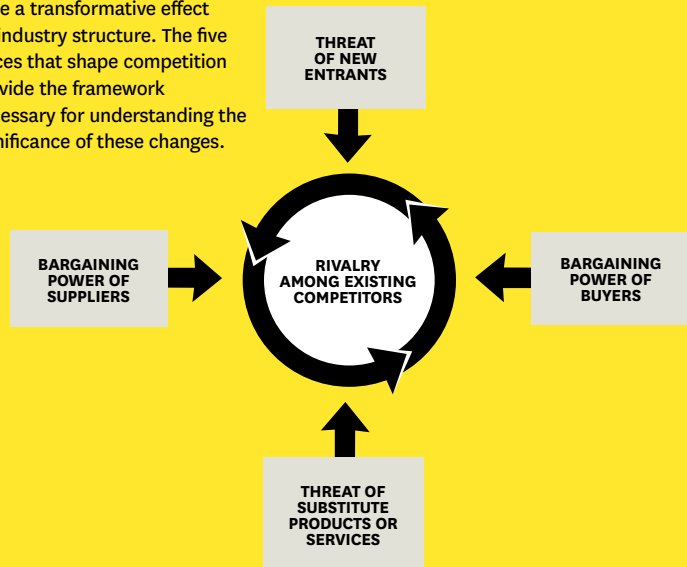 e a transformative effect
industry structure. The five
ces that shape competition
vide the framework
essary for understanding the
nificance of these changes.
THREAT
OF NEW
ENTRANTS
BARGAINING
POWER OF
SUPPLIERS
RIVALRY
AMONG EXISTING
COMPETITORS
BARGAINING
POWER OF
BUYERS
THREAT OF
SUBSTITUTE
PRODUCTS OR
SERVICES